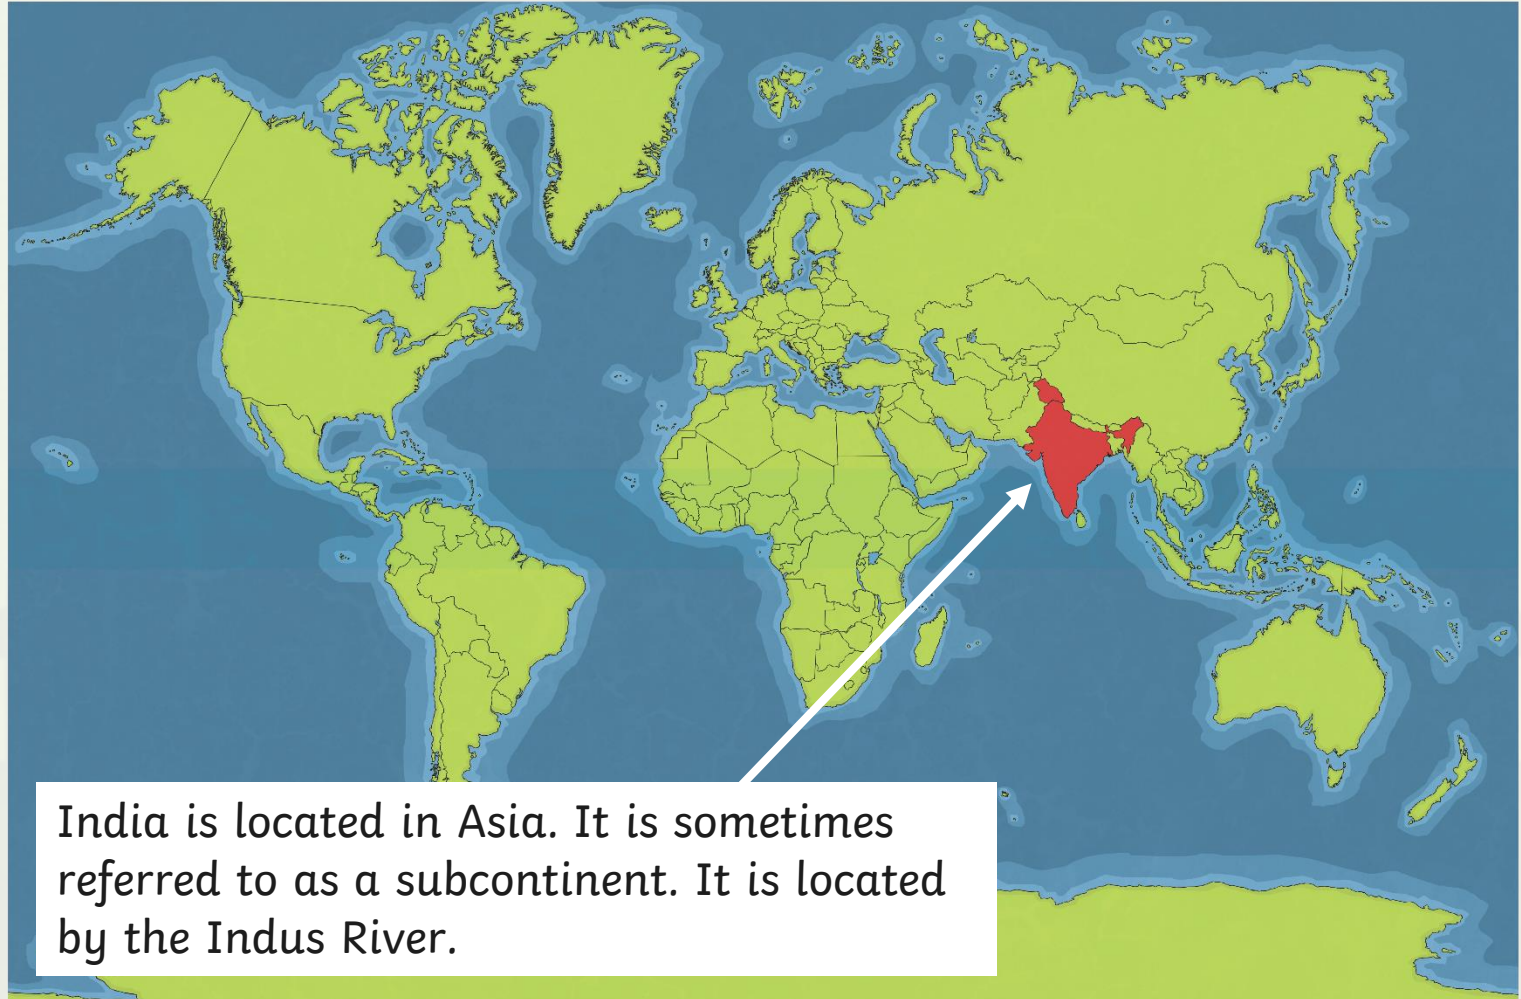 India is located in Asia. It is sometimes
referred to as a subcontinent. It is located
by the Indus River.